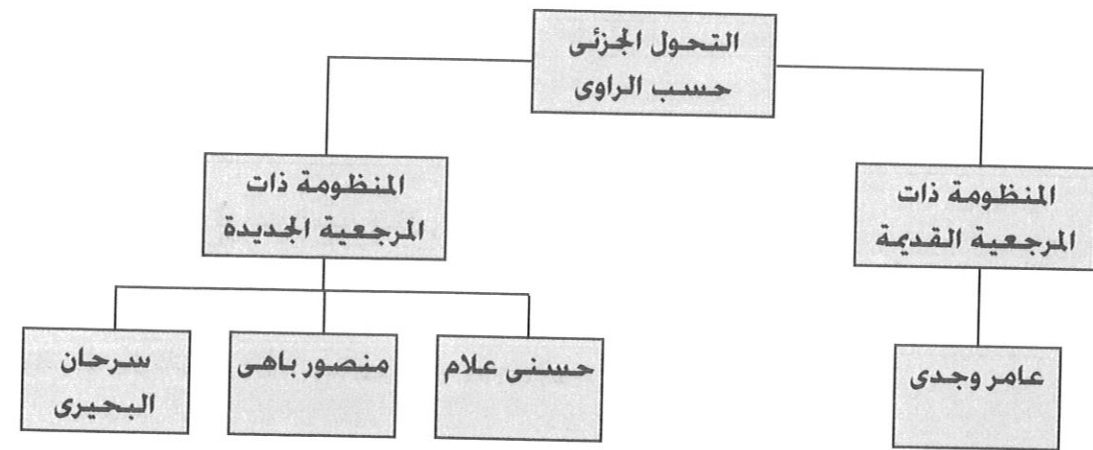 التحول الجزئى
حسب الراوى
المنظومة ذات
المرجعية القديمة
المنظومة ذات
المرجعية الجديدة
عامر وجدى
حسنى علام
منصور باهى
سرحان
البحيرى